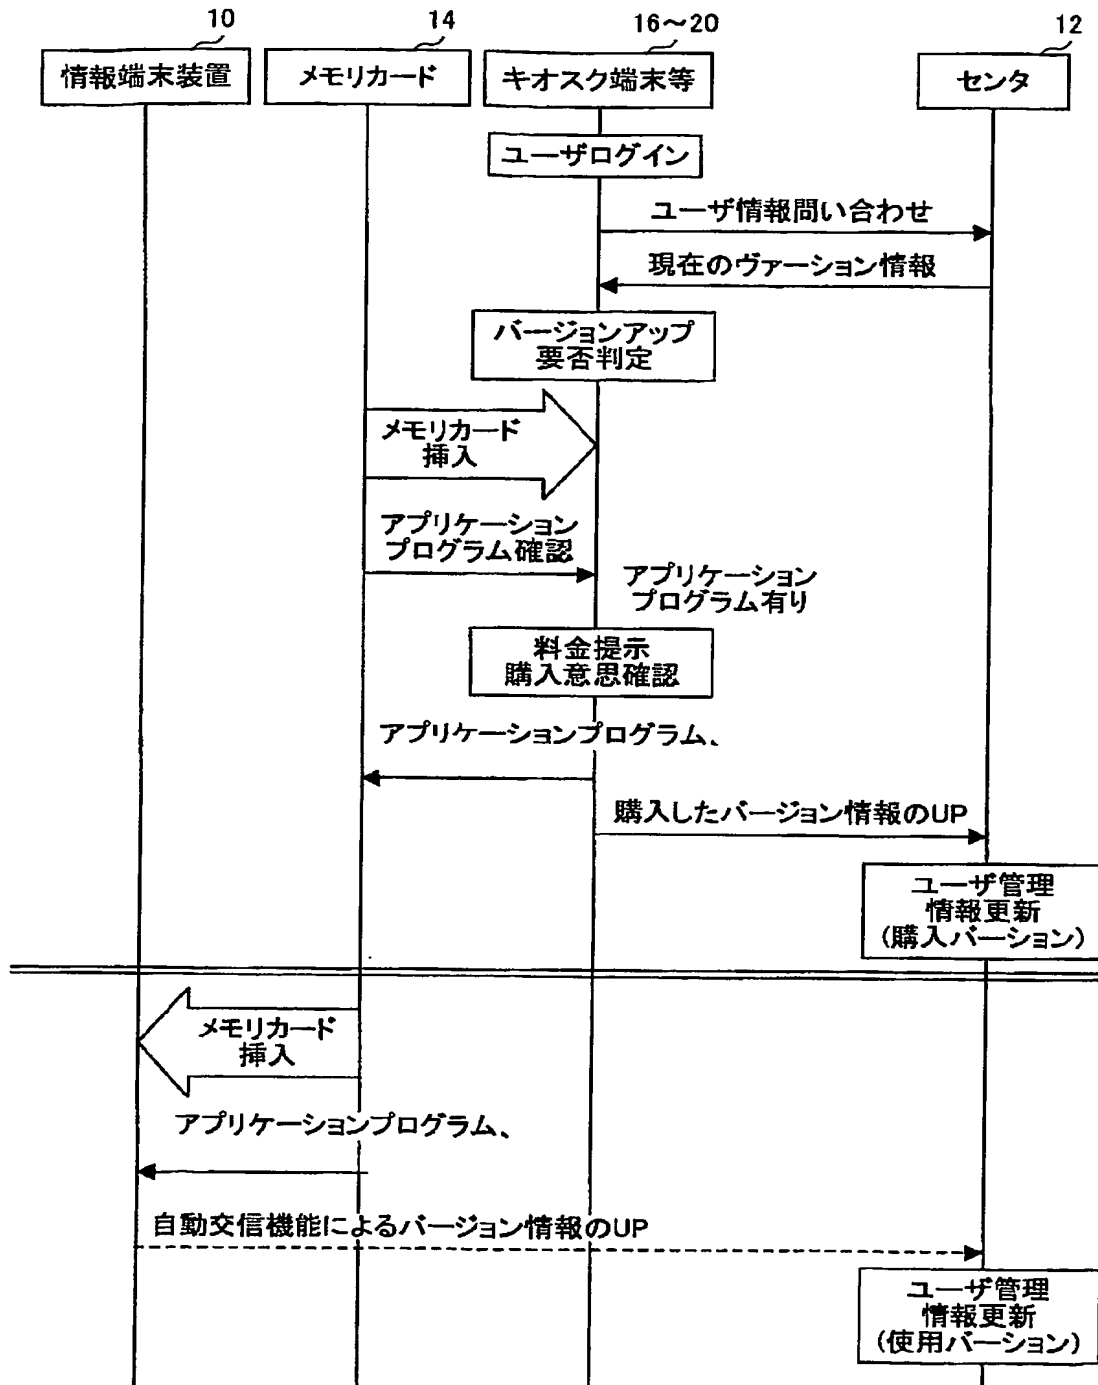 10
14
16～20
12
情報端末装置
メモリカード
キオスク端末等
センタ
ユーザログイン
ユーザ情報問い合わせ
現在のヴァーション情報
バージョンアップ
要否判定
メモリカード
挿入
アプリケーション
プログラム確認
アプリケーション
プログラム有り
料金提示
購入意思確認
アプリケーションプログラム、
購入したバージョン情報のUP
ユーザ管理
情報更新
(購入バーション)
メモリカード
挿入
アプリケーションプログラム、
自動交信機能によるバージョン情報のUP
ユーザ管理
情報更新
(使用バーション)